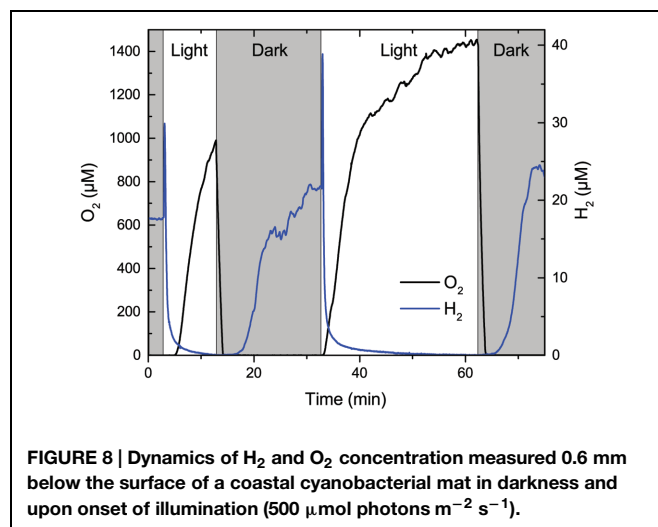 Light Dark Light Dark
1400
1200
1000
800
600
400
200
0
O₂ (µM)
40
30
20
10
0
H₂ (µM)
O₂
H₂
0 20 40 60
Time (min)
FIGURE 8 | Dynamics of H₂ and O₂ concentration measured 0.6 mm
below the surface of a coastal cyanobacterial mat in darkness and
upon onset of illumination (500 µmol photons m⁻² s⁻¹).